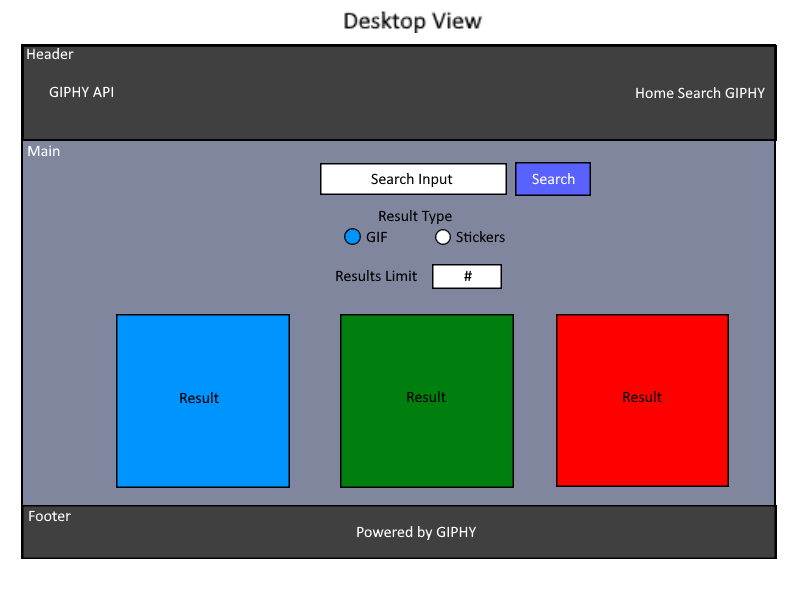 Desktop View
Header
GIPHY API
Home Search GIPHY
Main
Search Input
Search
Result Type
GIF
Stickers
Results Limit
#
Result
Result
Result
Footer
Powered by GIPHY